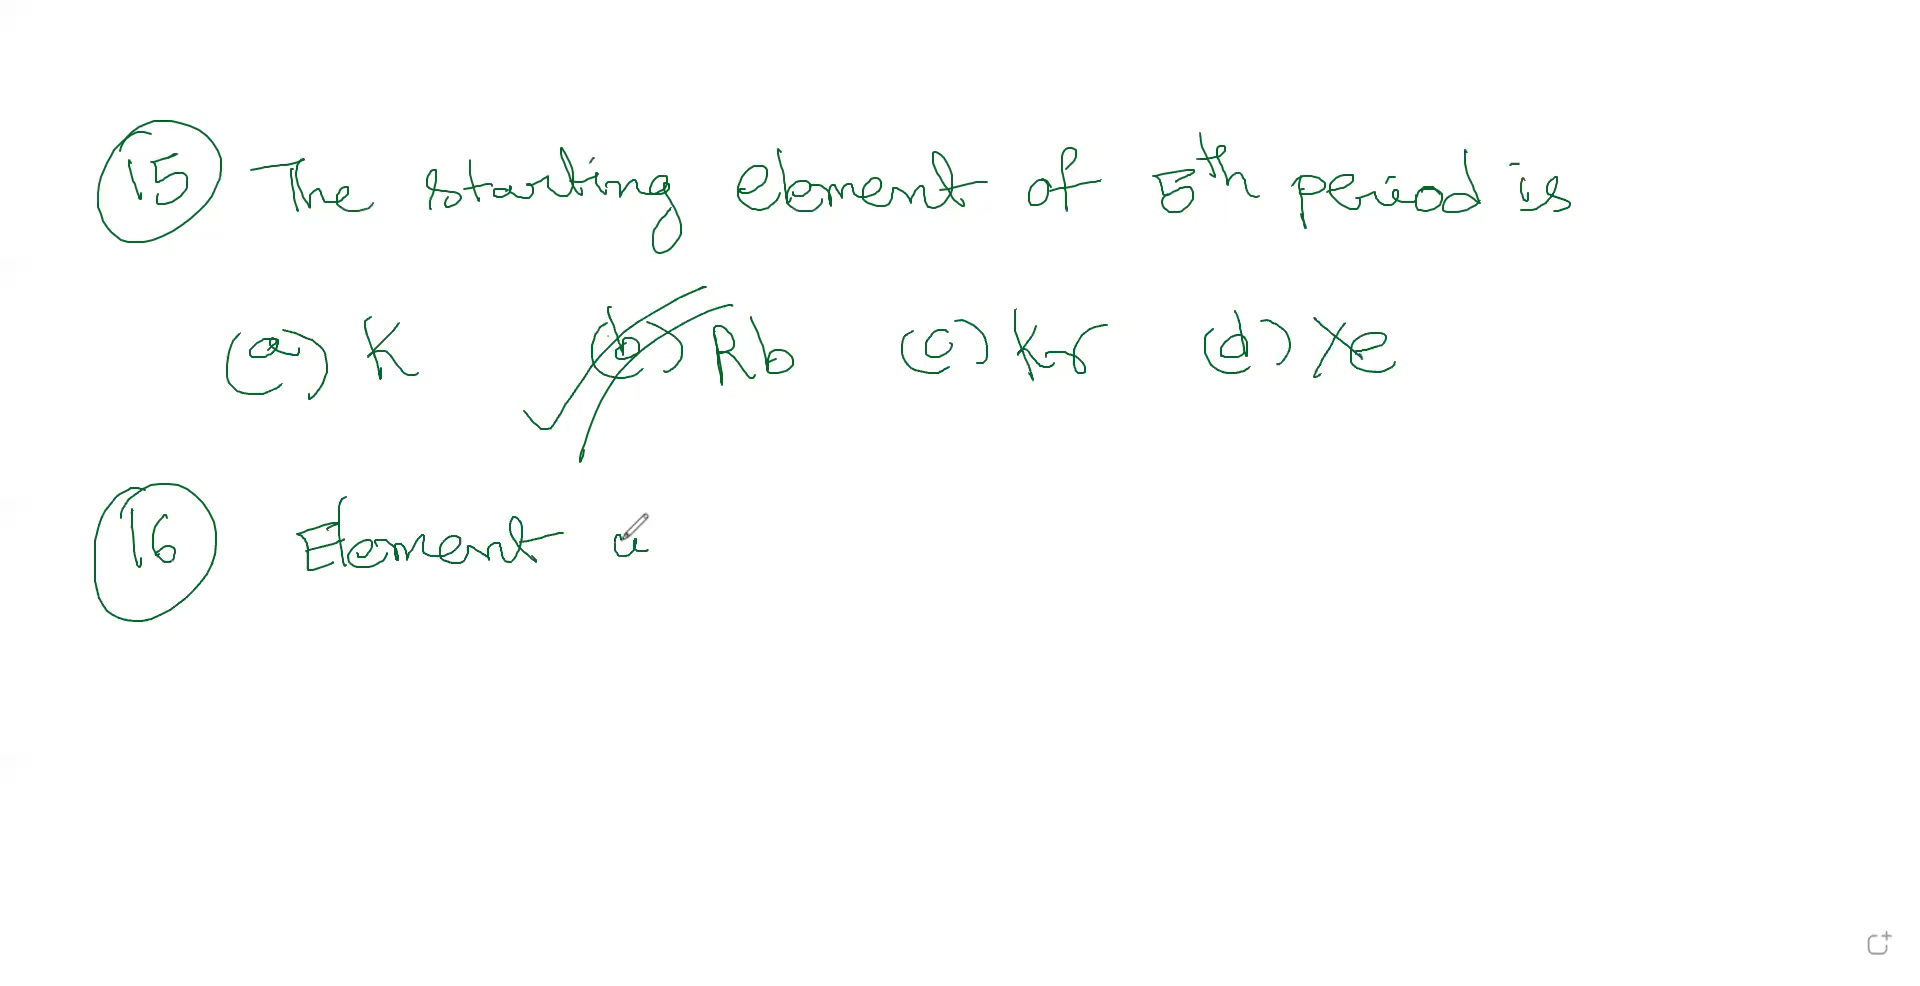 15 The starting element of 5th period is
(a) K (b) Rb (c) Kr (d) Xe
16 Element a